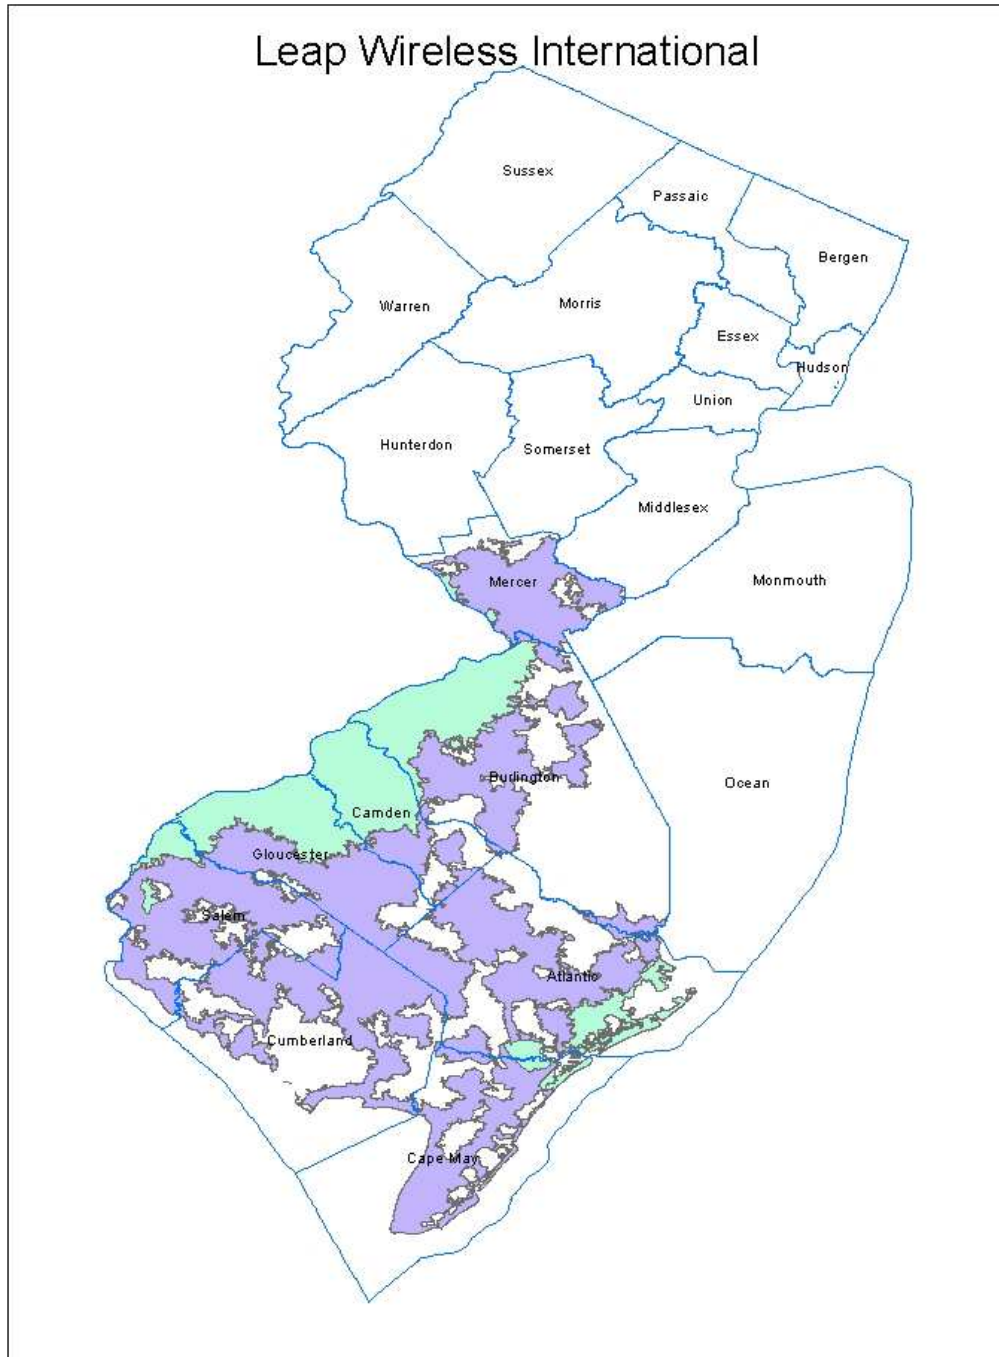 Leap Wireless International
Sussex
Passaic
Bergen
Warren
Morris
Essex
Hudson
Union
Hunterdon
Somerset
Middlesex
Mercer
Monmouth
Burlington
Ocean
Camden
Gloucester
Salem
Atlantic
Cumberland
Cape May